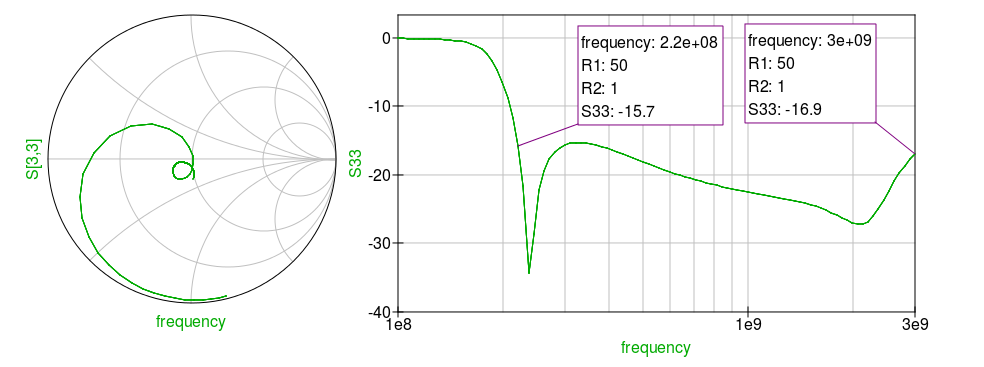 S[3,3]
frequency
S33
0
-10
-20
-30
-40
1e8
1e9
3e9
frequency
frequency: 2.2e+08
R1: 50
R2: 1
S33: -15.7
frequency: 3e+09
R1: 50
R2: 1
S33: -16.9